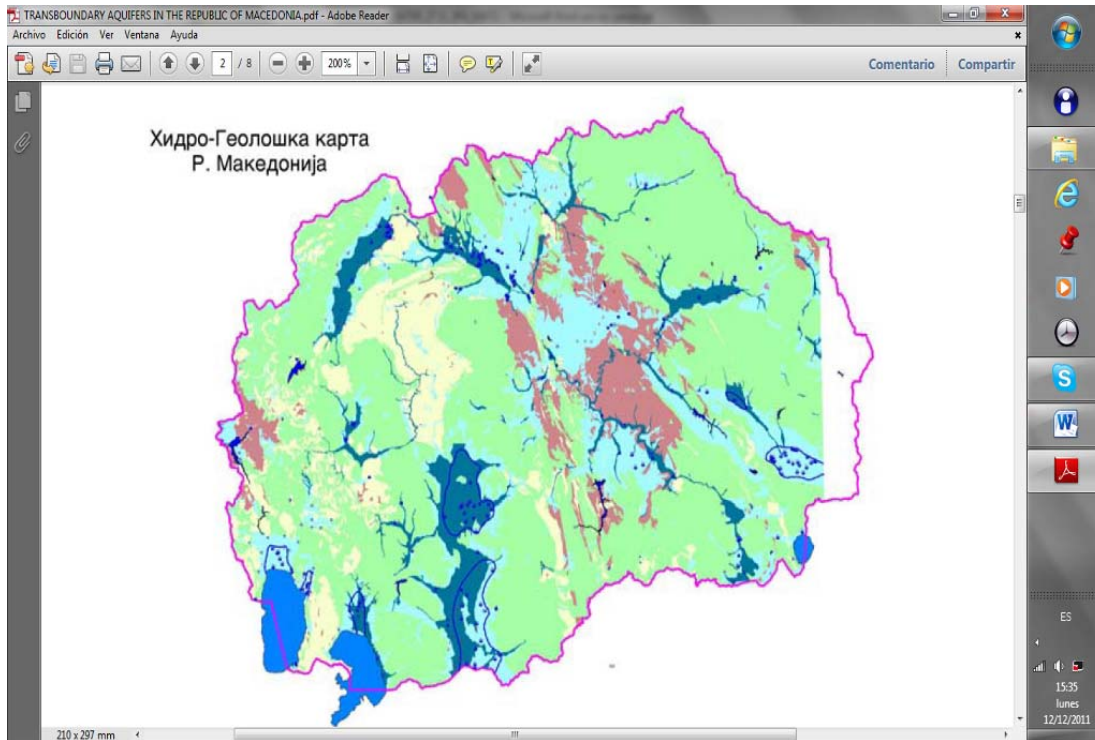 TRANSBOUNDARY AQUIFERS IN THE REPUBLIC OF MACEDONIA.pdf - Adobe Reader
Archivo Edición Ver Ventana Ayuda
2 / 8 200% Comentario Compartir
Хидро-Геолошка карта
Р. Македонија
ES
15:35
lunes
12/12/2011
210 x 297 mm